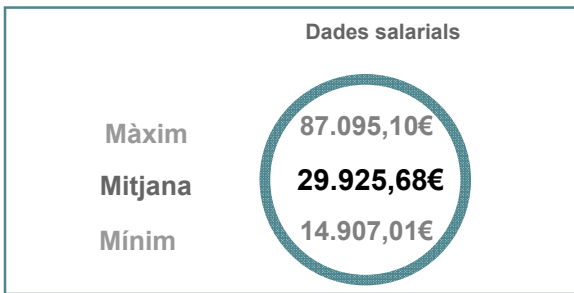 Dades salarials
Màxim 87.095,10€
Mitjana 29.925,68€
Mínim 14.907,01€